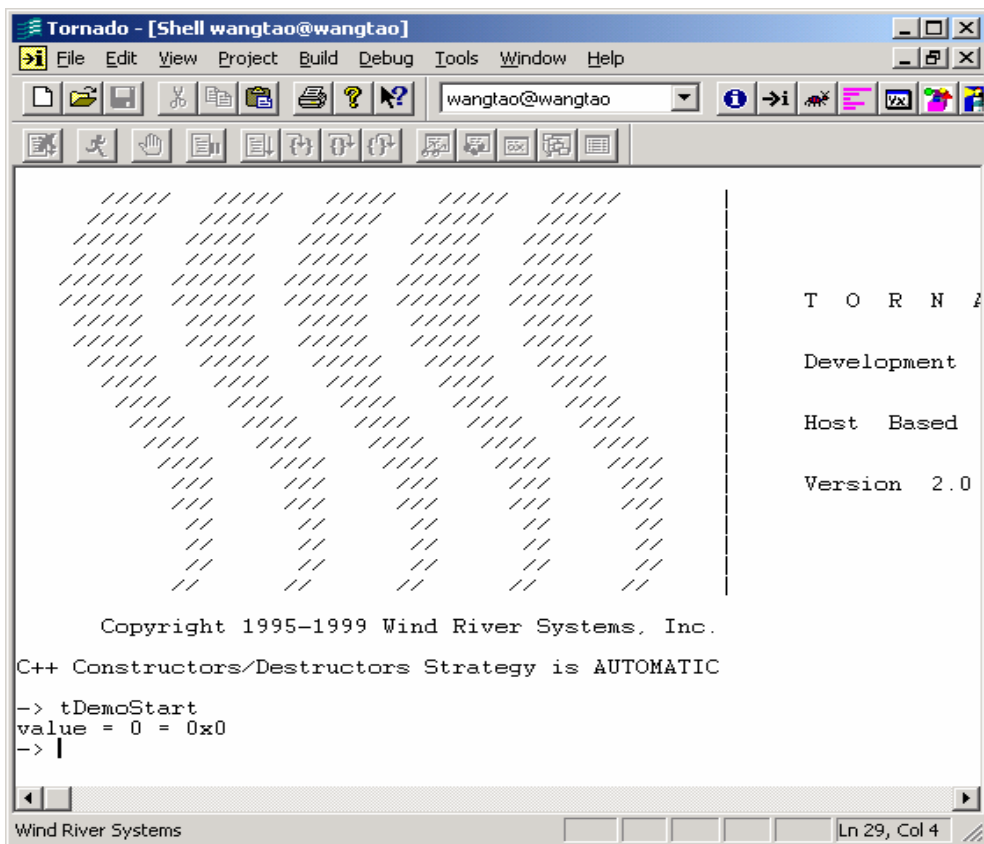 Tornado - [Shell wangtao@wangtao]
File Edit View Project Build Debug Tools Window Help
wangtao@wangtao
///// ///// ///// ///// /////
///// ///// ///// ///// /////
///// ///// ///// ///// /////
///// ///// ///// ///// /////
////// ////// ////// ////// //////
////// ////// ////// ////// //////
///// ///// ///// ///// /////
///// ///// ///// ///// /////
///// ///// ///// ///// /////
//// //// //// //// ////
//// //// //// //// ////
//// //// //// //// ////
//// //// //// //// ////
//// //// //// //// ////
/// /// /// /// ///
/// /// /// /// ///
// // // // //
// // // // //
// // // // //
// // // // //
T O R N
Development
Host Based
Version 2.0
Copyright 1995-1999 Wind River Systems, Inc.
C++ Constructors/Destructors Strategy is AUTOMATIC
-> tDemoStart
value = 0 = 0x0
->
Wind River Systems
Ln 29, Col 4